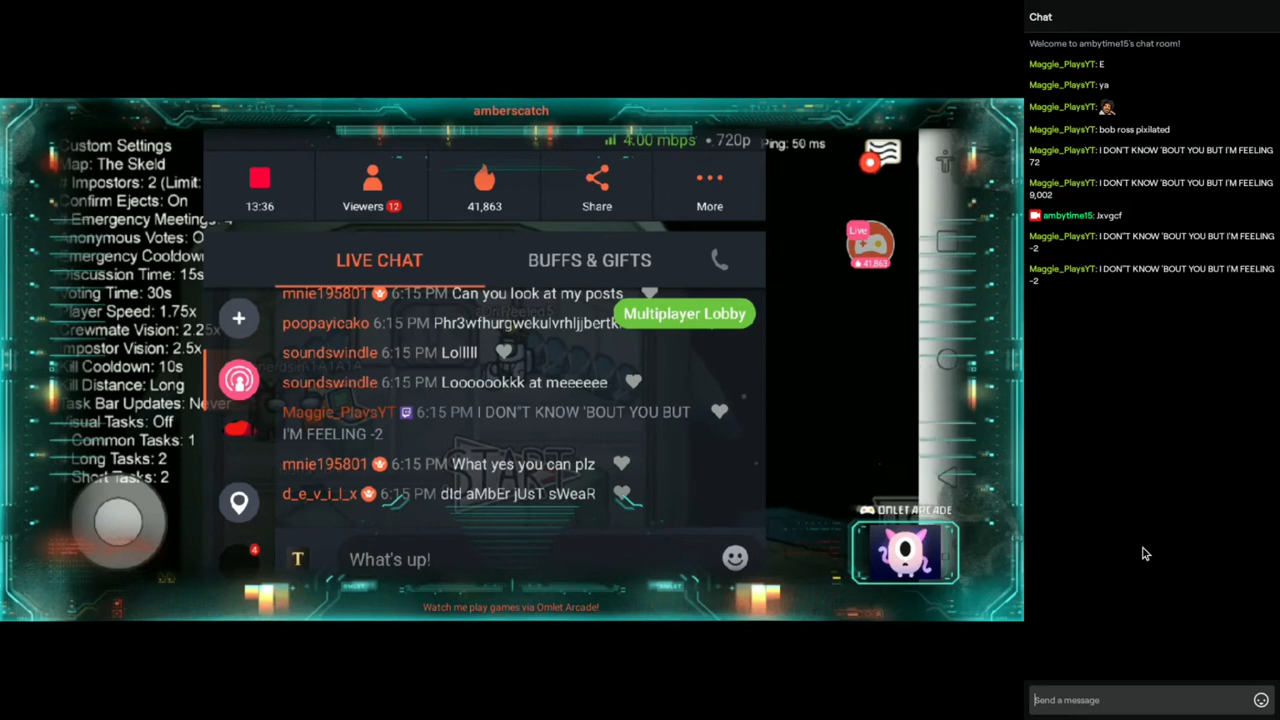 amberscatch
4.00 mbps • 720p
Ping: 50 ms
Custom Settings
Map: The Skeld
# Impostors: 2 (Limit:
Confirm Ejects: On
# Emergency Meetings:
Anonymous Votes: O
Emergency Cooldown
Discussion Time: 15s
Voting Time: 30s
Player Speed: 1.75x
Crewmate Vision: 2.25x
Impostor Vision: 2.5x
Kill Cooldown: 10s
Kill Distance: Long
Task Bar Updates: Never
Visual Tasks: Off
# Common Tasks: 1
# Long Tasks: 2
# Short Tasks: 2
13:36
Viewers 12
41,863
Share
More
LIVE CHAT
BUFFS & GIFTS
mnie195801 6:15 PM Can you look at my posts
Multiplayer Lobby
poopayicako 6:15 PM Phr3wfhurgwekulvrhljjbertk
soundswindle 6:15 PM Lollllll
soundswindle 6:15 PM Loooookkk at meeeeee
Maggie_PlaysYT 6:15 PM I DON"T KNOW 'BOUT YOU BUT
I'M FEELING -2
mnie195801 6:15 PM What yes you can plz
d_e_v_i_l_x 6:15 PM dId aMbEr jUsT sWeaR
4
T
What's up!
START
Live
41,863
OMLET ARCADE
Watch me play games via Omlet Arcade!
Chat
Welcome to ambytime15's chat room!
Maggie_PlaysYT: E
Maggie_PlaysYT: ya
Maggie_PlaysYT:
Maggie_PlaysYT: bob ross pixilated
Maggie_PlaysYT: I DON'T KNOW 'BOUT YOU BUT I'M FEELING
72
Maggie_PlaysYT: I DON'T KNOW 'BOUT YOU BUT I'M FEELING
9,002
ambytime15: Jxvgcf
Maggie_PlaysYT: I DON"T KNOW 'BOUT YOU BUT I'M FEELING
-2
Maggie_PlaysYT: I DON"T KNOW 'BOUT YOU BUT I'M FEELING
-2
Send a message